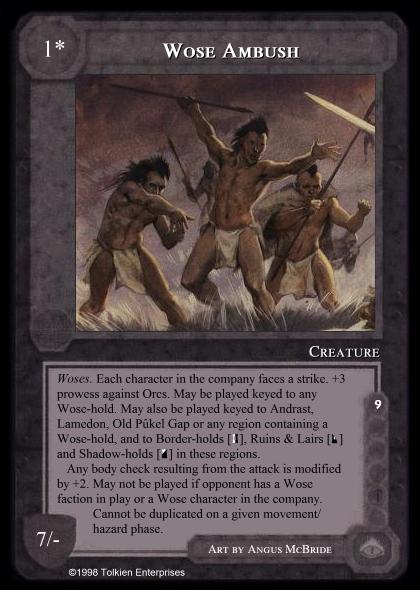 1*
Wose Ambush
Creature
Woses. Each character in the company faces a strike. +3
prowess against Orcs. May be played keyed to any
Wose-hold. May also be played keyed to Andrast,
Lamedon, Old Pûkel Gap or any region containing a
Wose-hold, and to Border-holds [ ], Ruins & Lairs [ ]
and Shadow-holds [ ] in these regions.
Any body check resulting from the attack is modified
by +2. May not be played if opponent has a Wose
faction in play or a Wose character in the company.
Cannot be duplicated on a given movement/
hazard phase.
9
7/-
Art by Angus McBride
©1998 Tolkien Enterprises